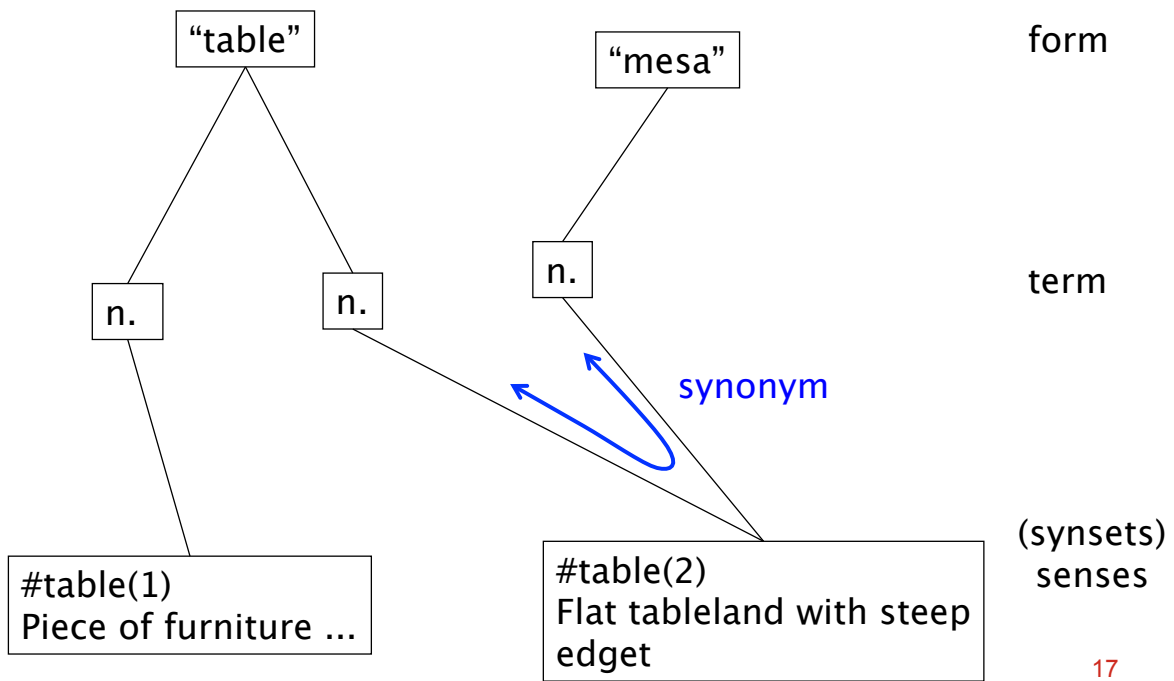 “table”
“mesa”
form
n.
n.
n.
term
synonym
#table(1)
Piece of furniture ...
#table(2)
Flat tableland with steep
edget
(synsets)
senses
17